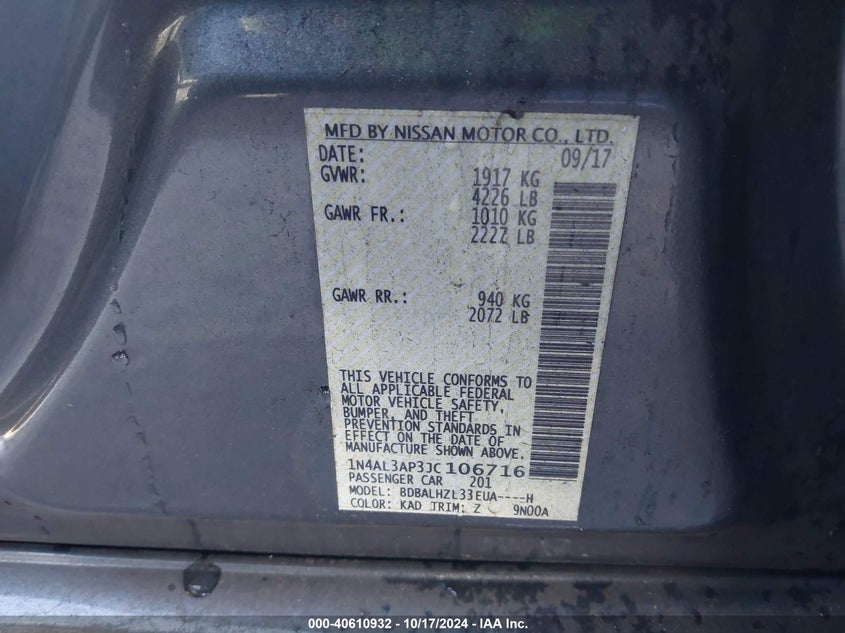 MFD BY NISSAN MOTOR CO., LTD.
DATE: 09/17
GVWR: 1917 KG
4226 LB
GAWR FR.: 1010 KG
2227 LB
GAWR RR.: 940 KG
2072 LB
THIS VEHICLE CONFORMS TO
ALL APPLICABLE FEDERAL
MOTOR VEHICLE SAFETY,
BUMPER, AND THEFT
PREVENTION STANDARDS IN
EFFECT ON THE DATE OF
MANUFACTURE SHOWN ABOVE.
1N4AL3AP3JC106716
PASSENGER CAR 201
MODEL: BDBALHZL33EUA----H
COLOR: KAD TRIM: Z 9N00A
000-40610932 - 10/17/2024 - IAA Inc.